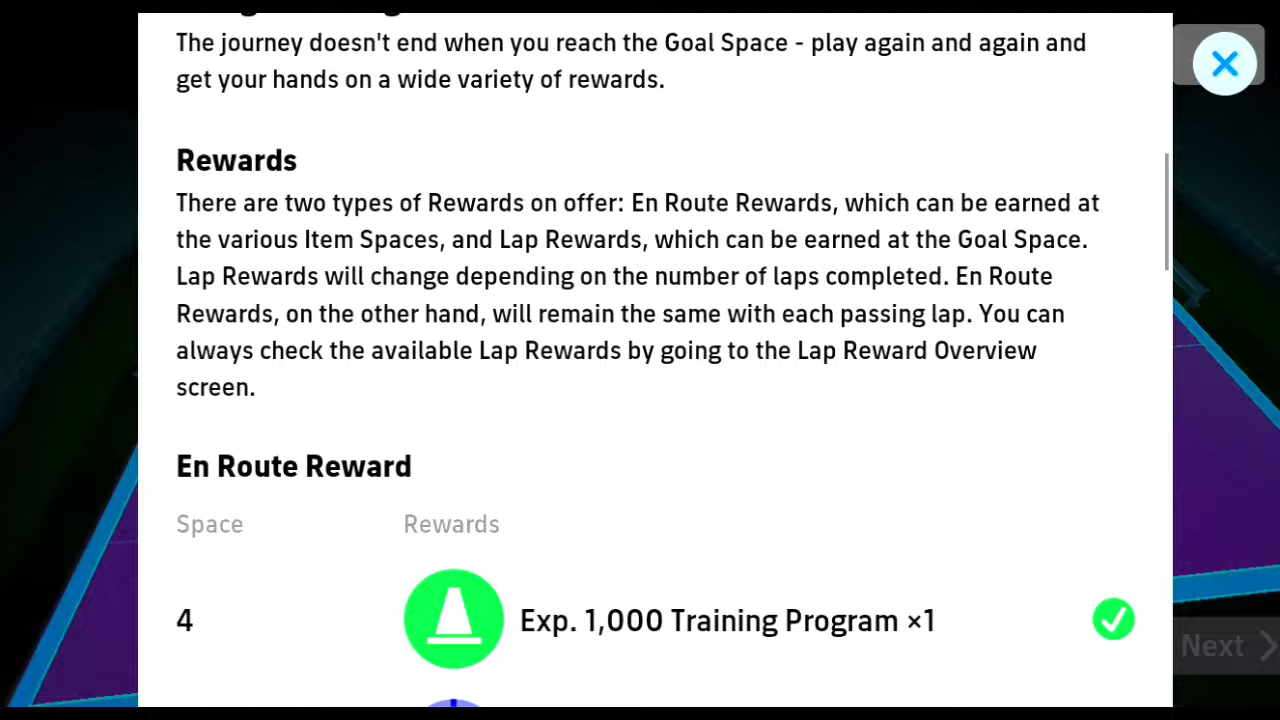 The journey doesn't end when you reach the Goal Space - play again and again and
get your hands on a wide variety of rewards.
Rewards
There are two types of Rewards on offer: En Route Rewards, which can be earned at
the various Item Spaces, and Lap Rewards, which can be earned at the Goal Space.
Lap Rewards will change depending on the number of laps completed. En Route
Rewards, on the other hand, will remain the same with each passing lap. You can
always check the available Lap Rewards by going to the Lap Reward Overview
screen.
En Route Reward
Space Rewards
4 Exp. 1,000 Training Program ×1
Next